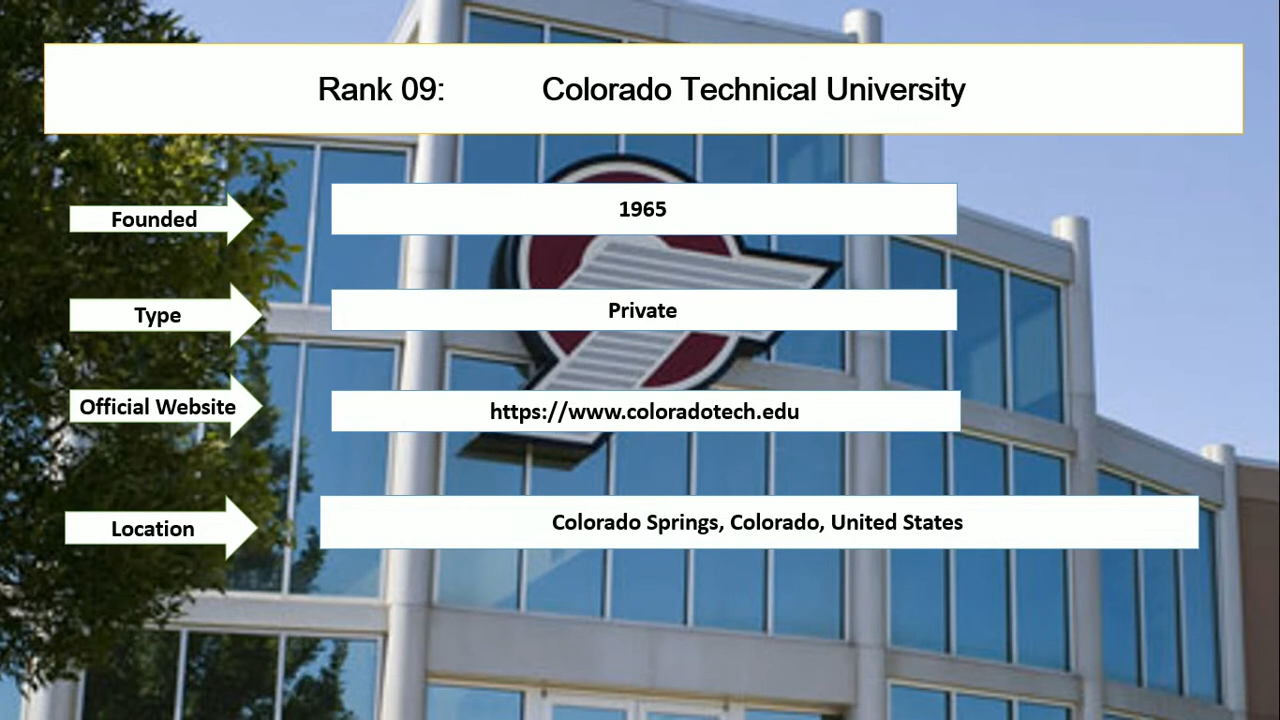 Rank 09: Colorado Technical University
Founded
1965
Type
Private
Official Website
https://www.coloradotech.edu
Location
Colorado Springs, Colorado, United States